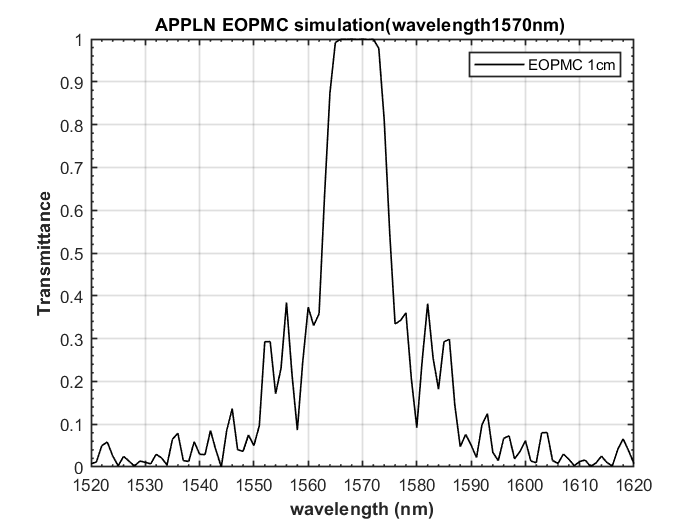 APPLN EOPMC simulation(wavelength1570nm)
EOPMC 1cm
Transmittance
1
0.9
0.8
0.7
0.6
0.5
0.4
0.3
0.2
0.1
0
1520 1530 1540 1550 1560 1570 1580 1590 1600 1610 1620
wavelength (nm)